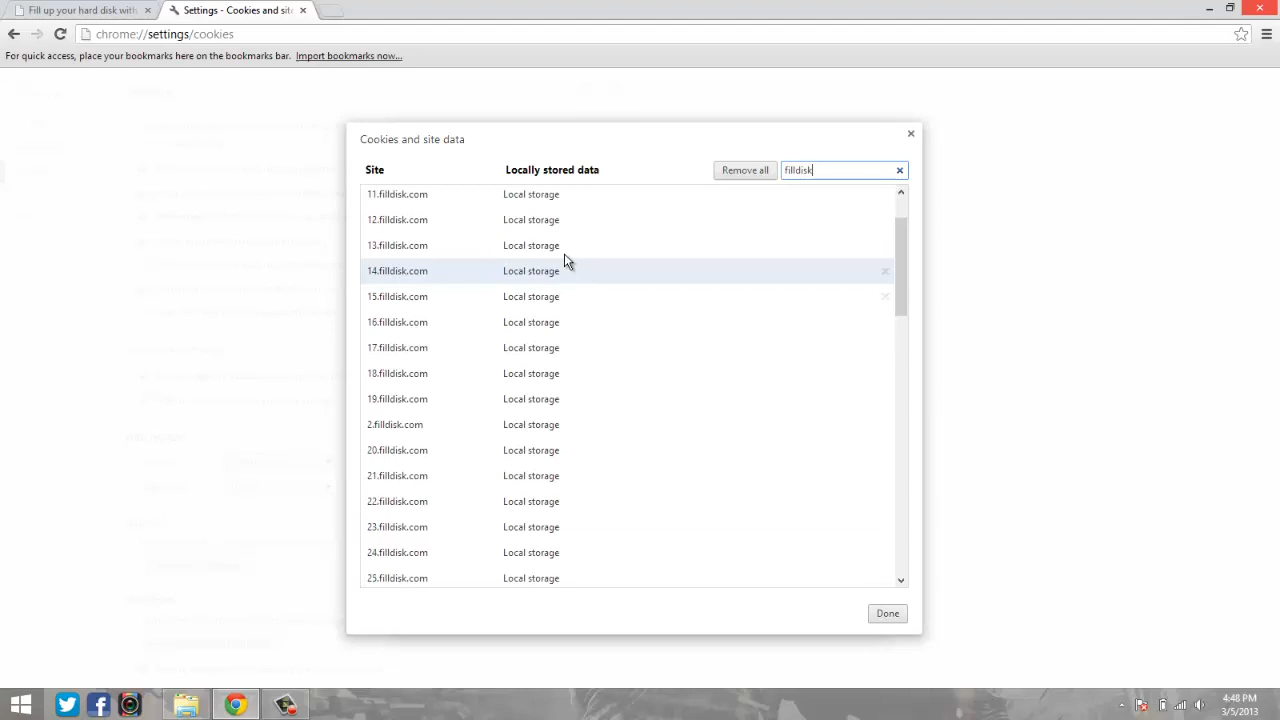 Fill up your hard disk with
Settings - Cookies and site
chrome://settings/cookies
For quick access, place your bookmarks here on the bookmarks bar. Import bookmarks now...
Cookies and site data
Site Locally stored data Remove all filldisk
11.filldisk.com Local storage
12.filldisk.com Local storage
13.filldisk.com Local storage
14.filldisk.com Local storage
15.filldisk.com Local storage
16.filldisk.com Local storage
17.filldisk.com Local storage
18.filldisk.com Local storage
19.filldisk.com Local storage
2.filldisk.com Local storage
20.filldisk.com Local storage
21.filldisk.com Local storage
22.filldisk.com Local storage
23.filldisk.com Local storage
24.filldisk.com Local storage
25.filldisk.com Local storage
Done
4:48 PM
3/5/2013